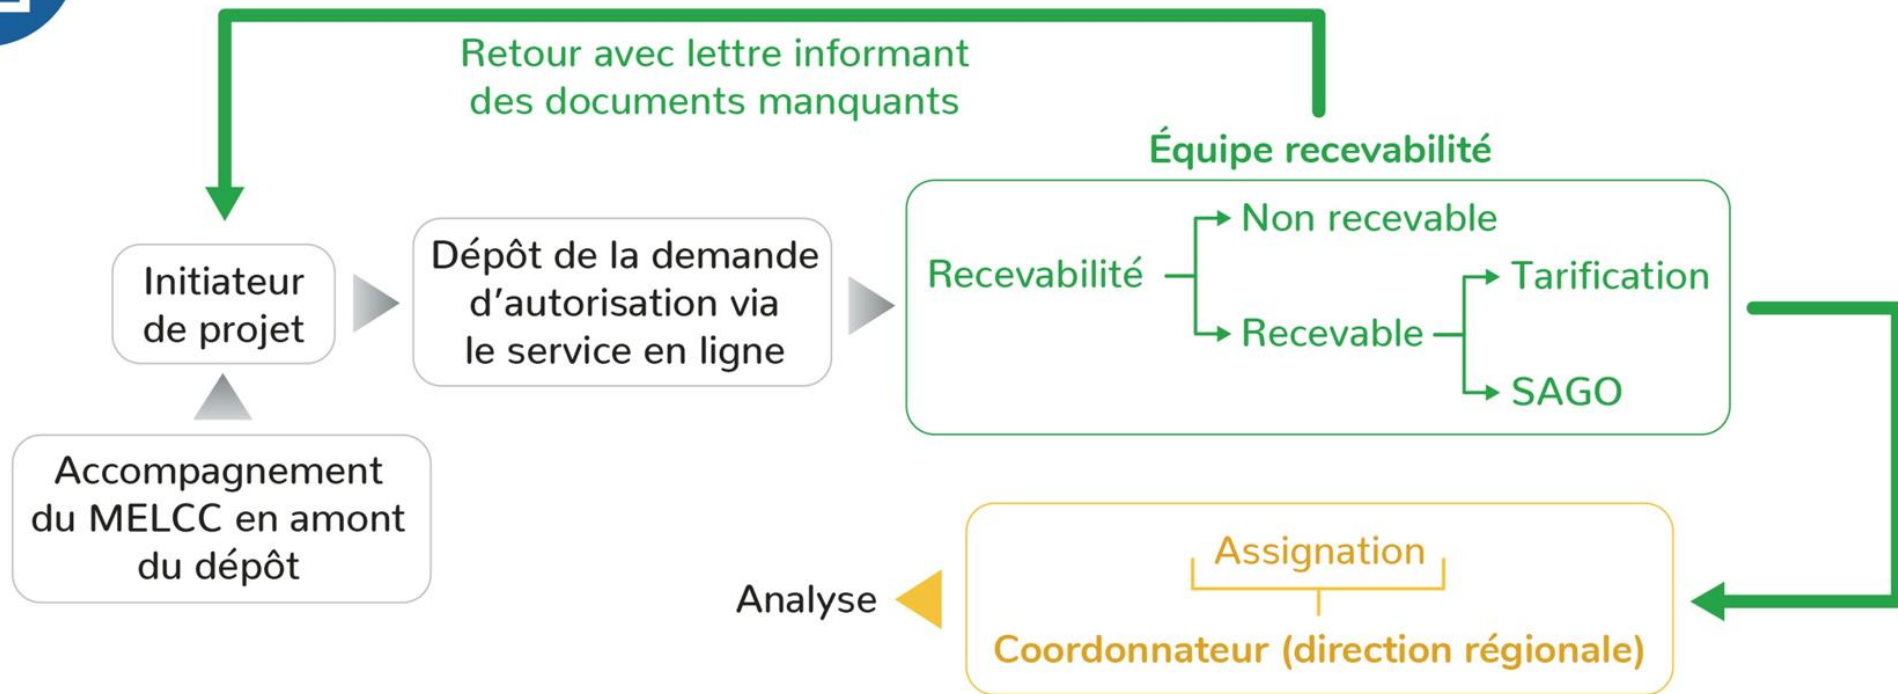 Retour avec lettre informant
des documents manquants
Équipe recevabilité
Initiateur
de projet
Dépôt de la demande
d'autorisation via
le service en ligne
Recevabilité
Non recevable
Recevable
Tarification
SAGO
Accompagnement
du MELCC en amont
du dépôt
Assignation
Coordonnateur (direction régionale)
Analyse